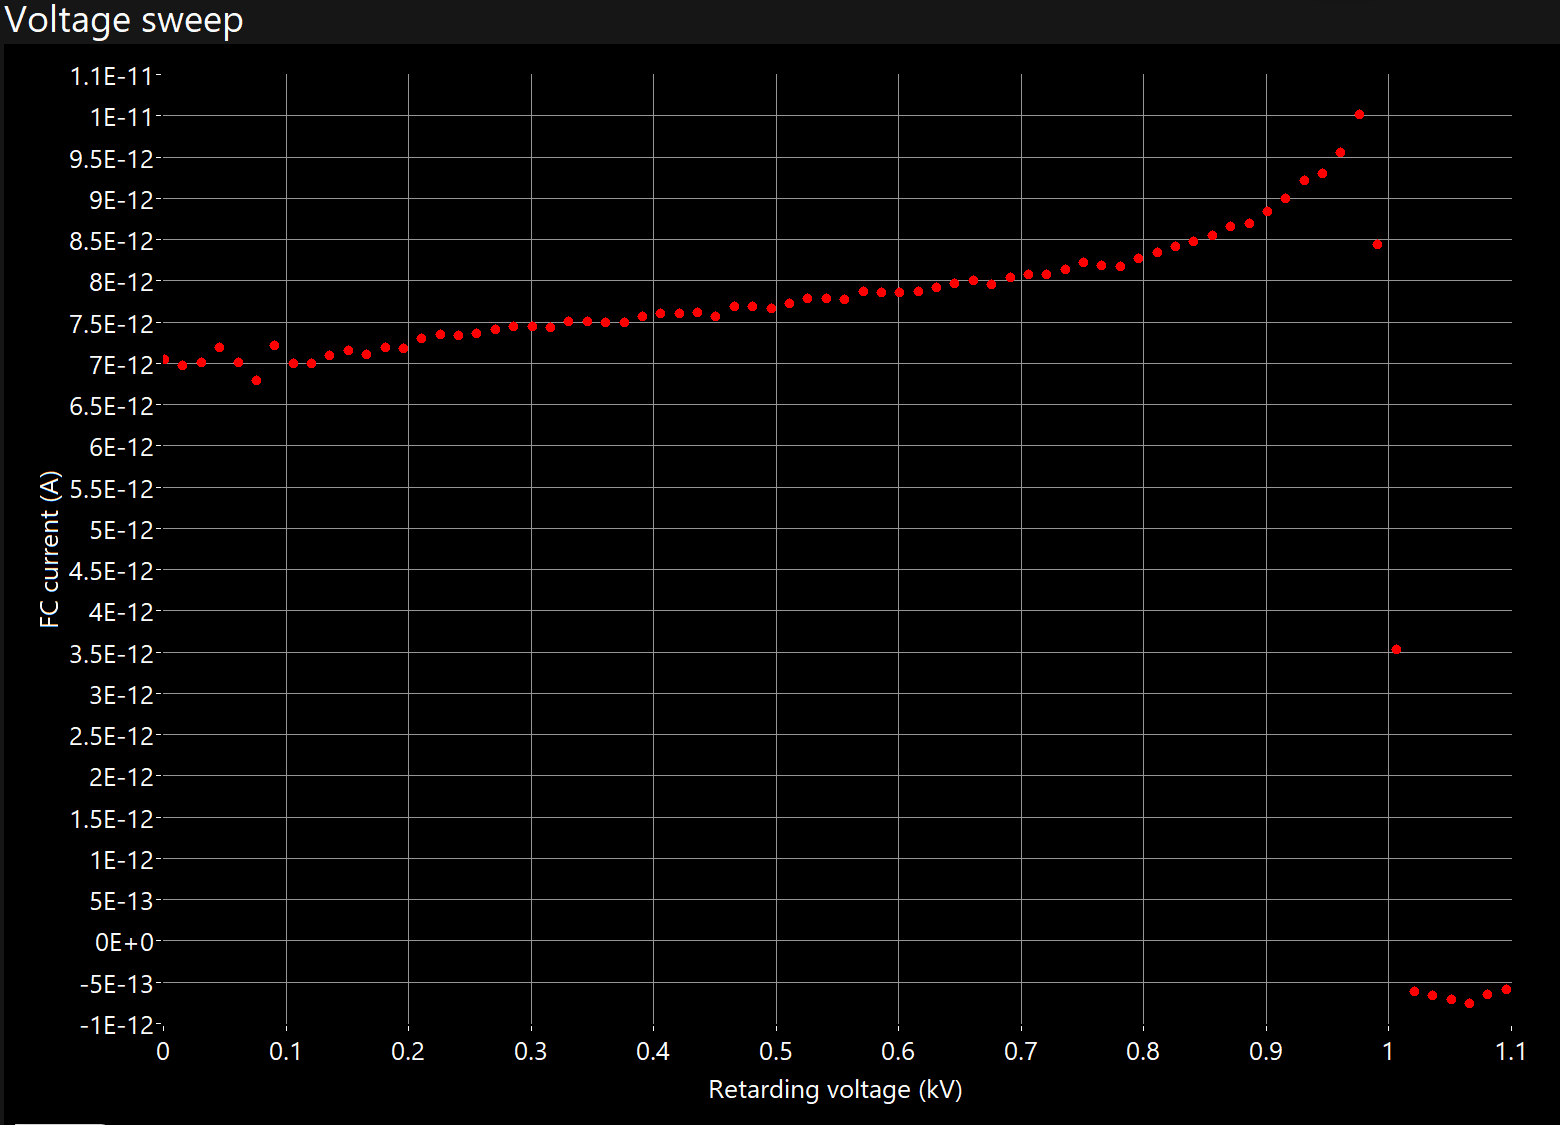 Voltage sweep
1.1E-11
1E-11
9.5E-12
9E-12
8.5E-12
8E-12
7.5E-12
7E-12
6.5E-12
6E-12
5.5E-12
5E-12
4.5E-12
4E-12
3.5E-12
3E-12
2.5E-12
2E-12
1.5E-12
1E-12
5E-13
0E+0
-5E-13
-1E-12
FC current (A)
0 0.1 0.2 0.3 0.4 0.5 0.6 0.7 0.8 0.9 1 1.1
Retarding voltage (kV)